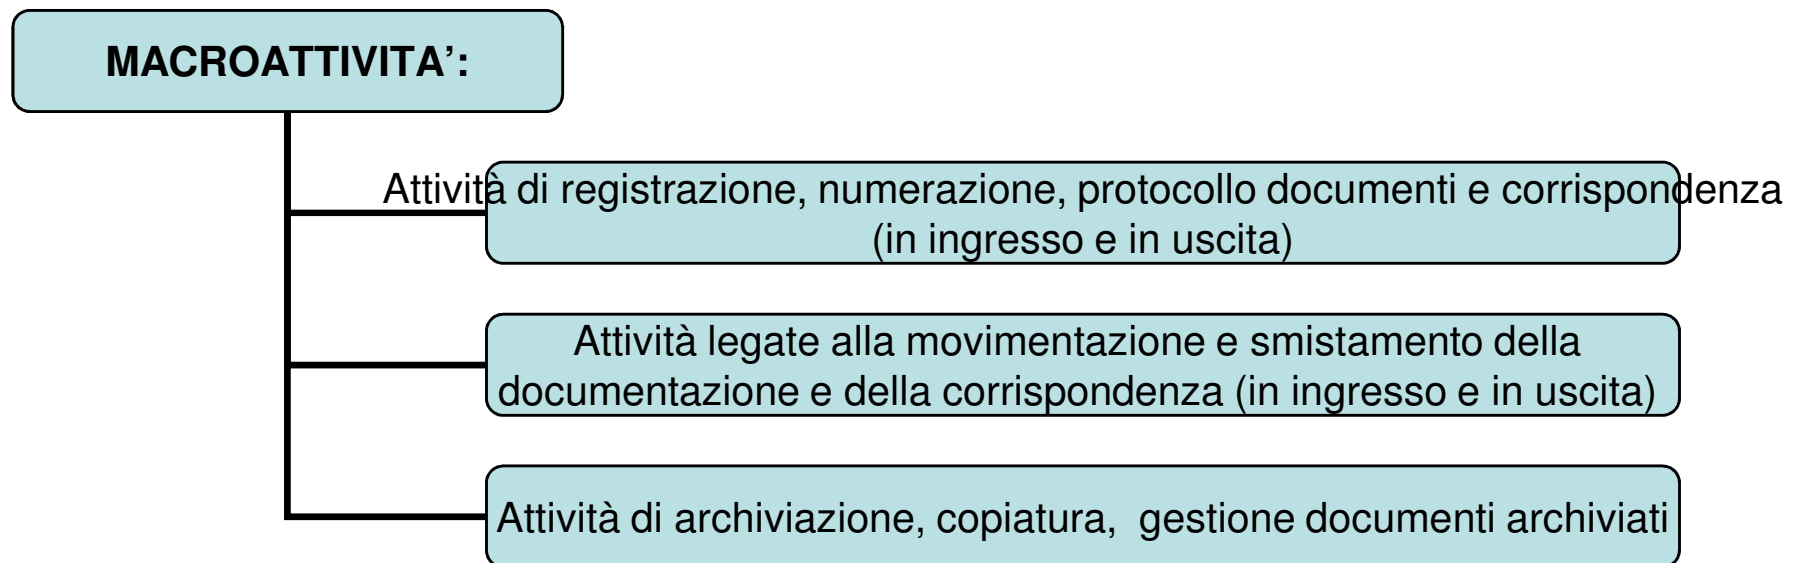 MACROATTIVITA’:
Attività di registrazione, numerazione, protocollo documenti e corrispondenza
(in ingresso e in uscita)
Attività legate alla movimentazione e smistamento della
documentazione e della corrispondenza (in ingresso e in uscita)
Attività di archiviazione, copiatura,  gestione documenti archiviati